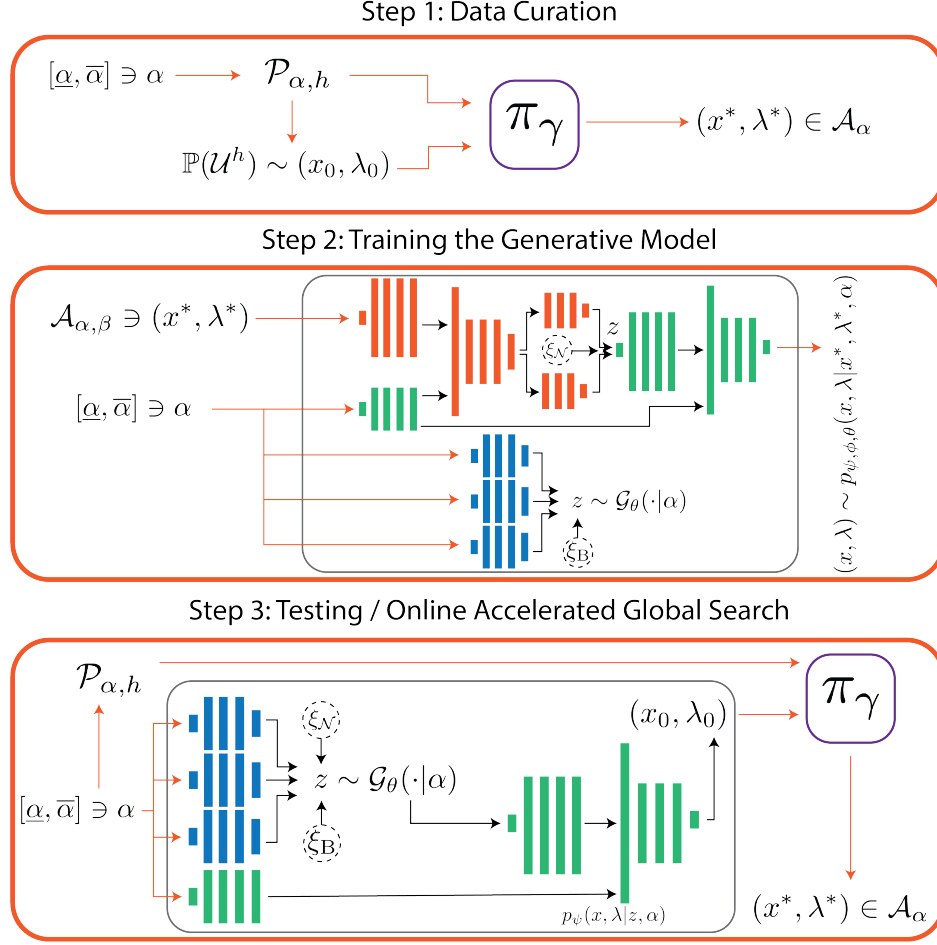 Step 1: Data Curation
[α̲, α̅] ∋ α
𝒫_{α,h}
ℙ(𝒰^h) ∼ (x_0, λ_0)
π_γ
(x^*, λ^*) ∈ 𝒜_α
Step 2: Training the Generative Model
𝒜_{α,β} ∋ (x^*, λ^*)
[α̲, α̅] ∋ α
ξ_𝒩
z
z ∼ 𝒢_θ(·|α)
ξ_B
(x, λ) ∼ p_{ψ,ϕ,θ}(x, λ|x^*, λ^*, α)
Step 3: Testing / Online Accelerated Global Search
𝒫_{α,h}
[α̲, α̅] ∋ α
ξ_𝒩
z ∼ 𝒢_θ(·|α)
ξ_B
(x_0, λ_0)
p_ψ(x, λ|z, α)
π_γ
(x^*, λ^*) ∈ 𝒜_α